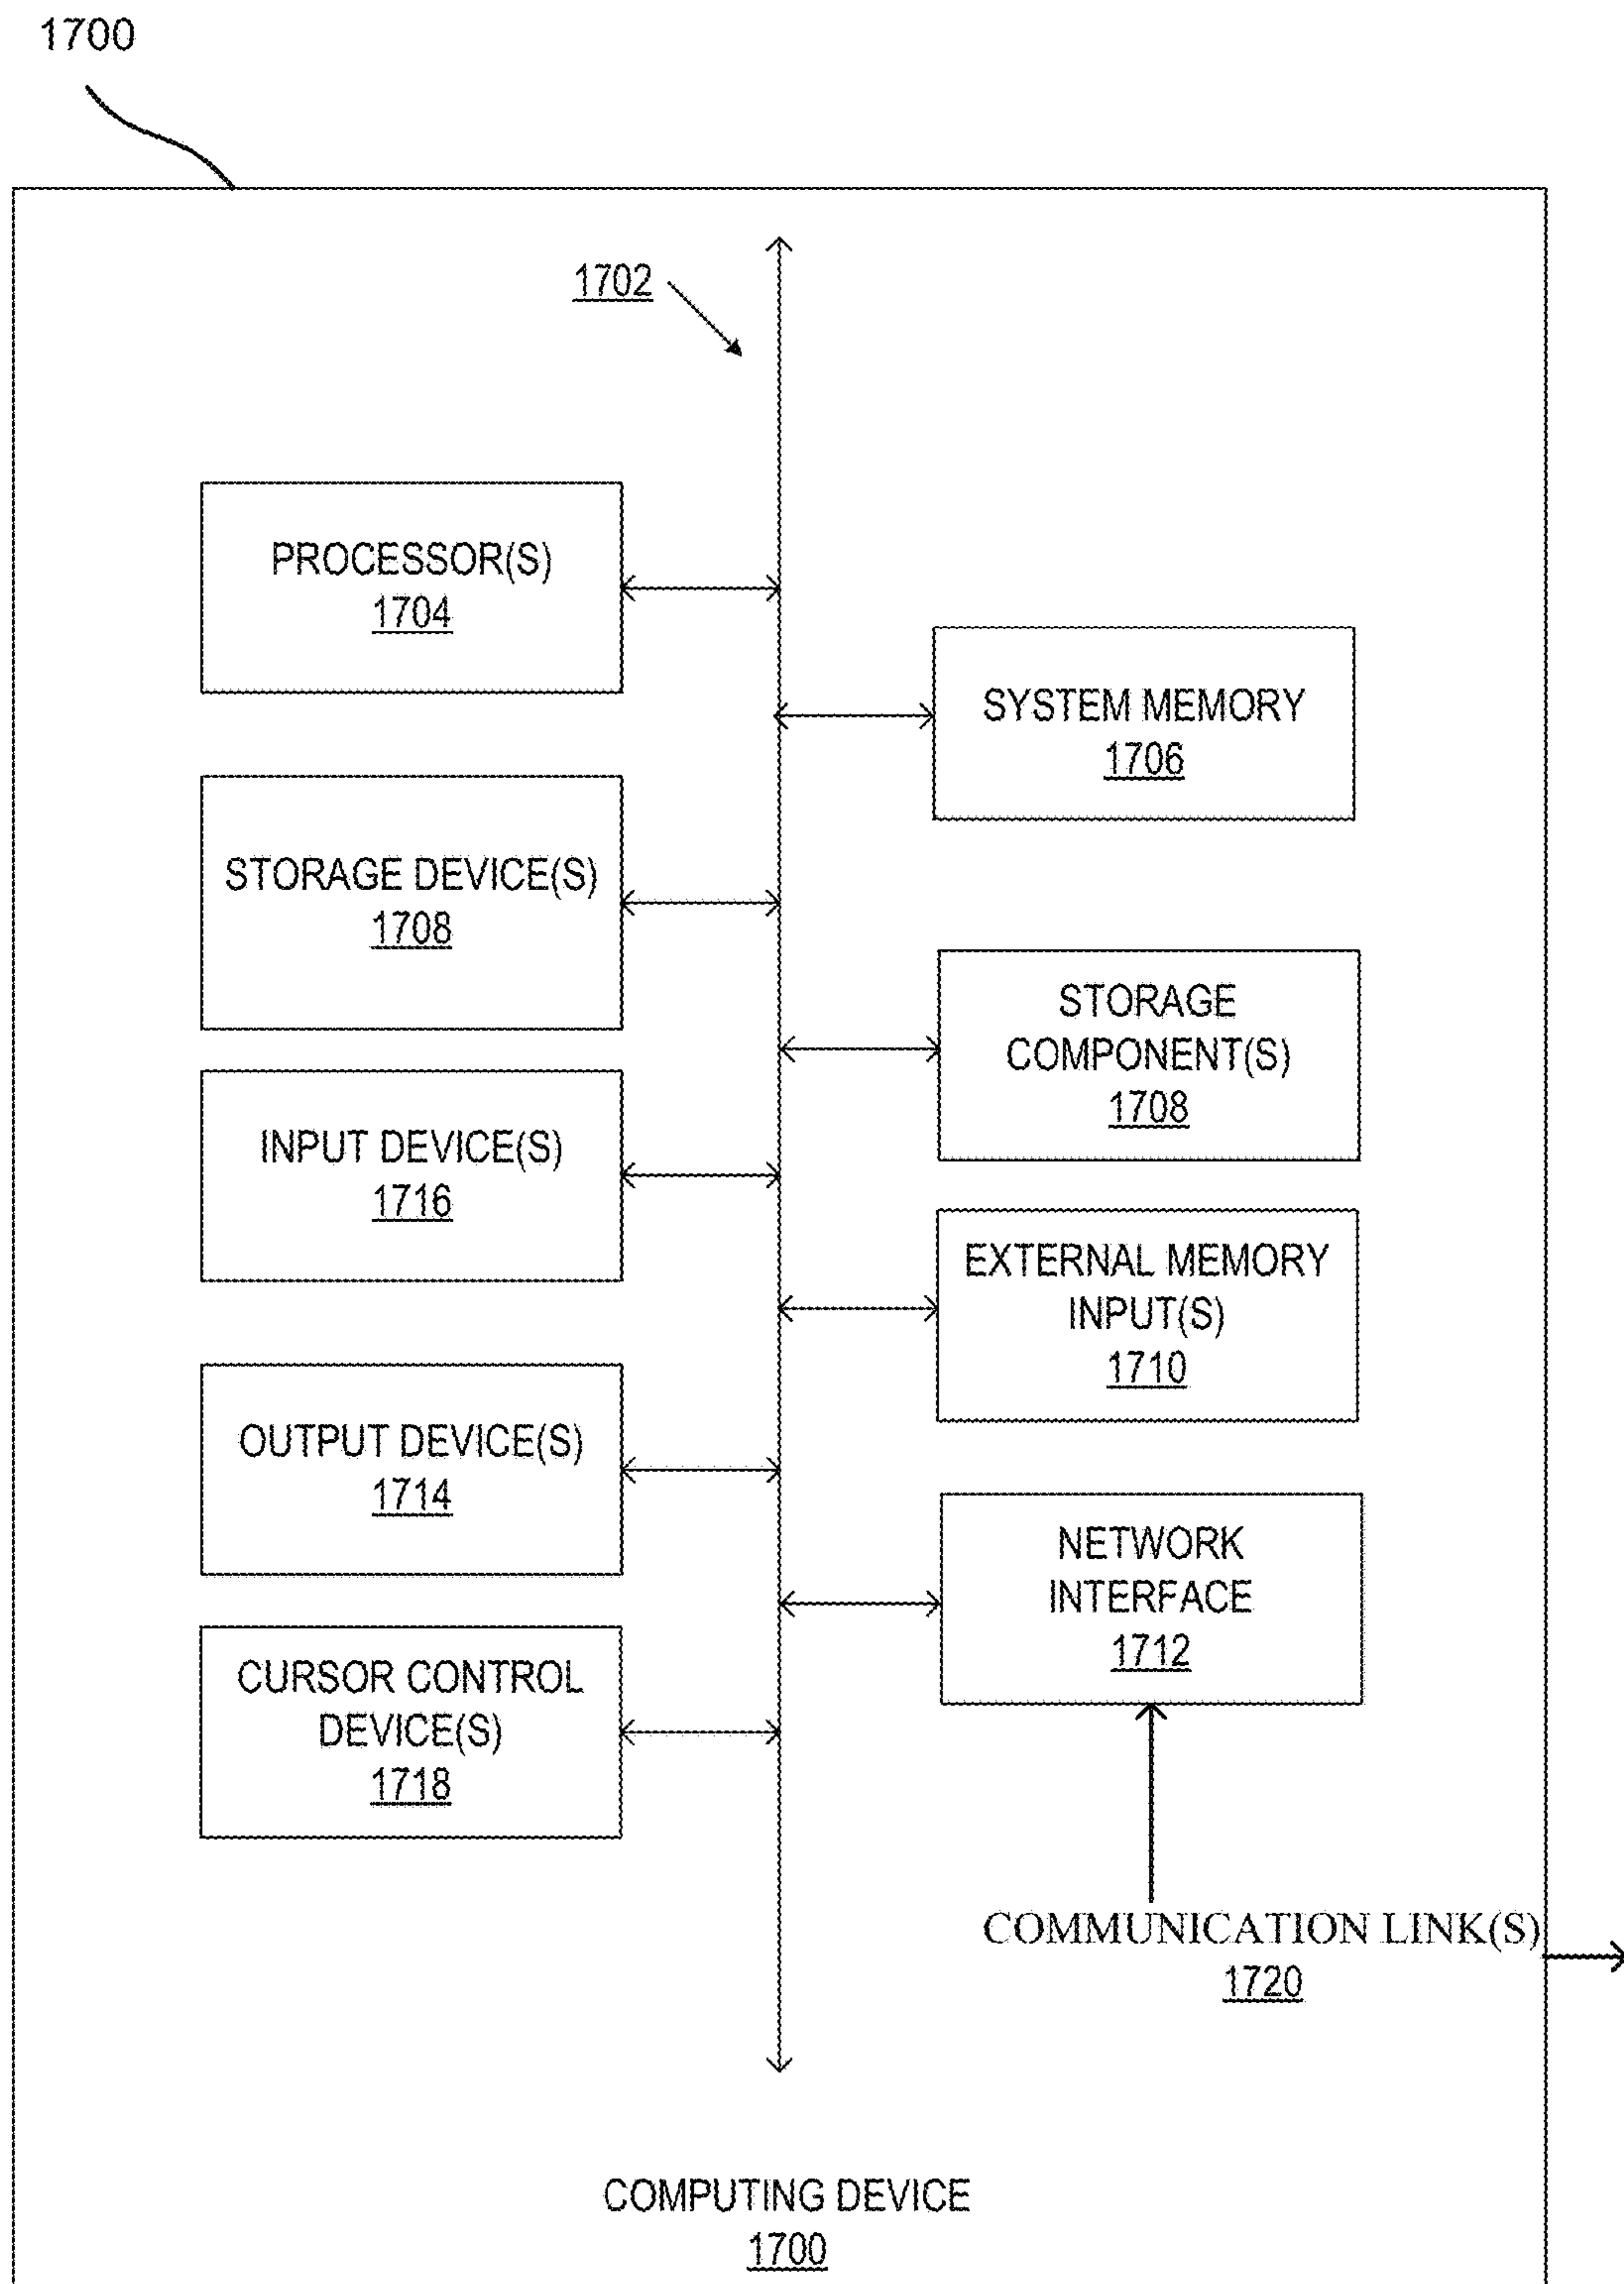 1700
1702
PROCESSOR(S)
1704
SYSTEM MEMORY
1706
STORAGE DEVICE(S)
1708
STORAGE
COMPONENT(S)
1708
INPUT DEVICE(S)
1716
EXTERNAL MEMORY
INPUT(S)
1710
OUTPUT DEVICE(S)
1714
NETWORK
INTERFACE
1712
CURSOR CONTROL
DEVICE(S)
1718
COMMUNICATION LINK(S)
1720
COMPUTING DEVICE
1700